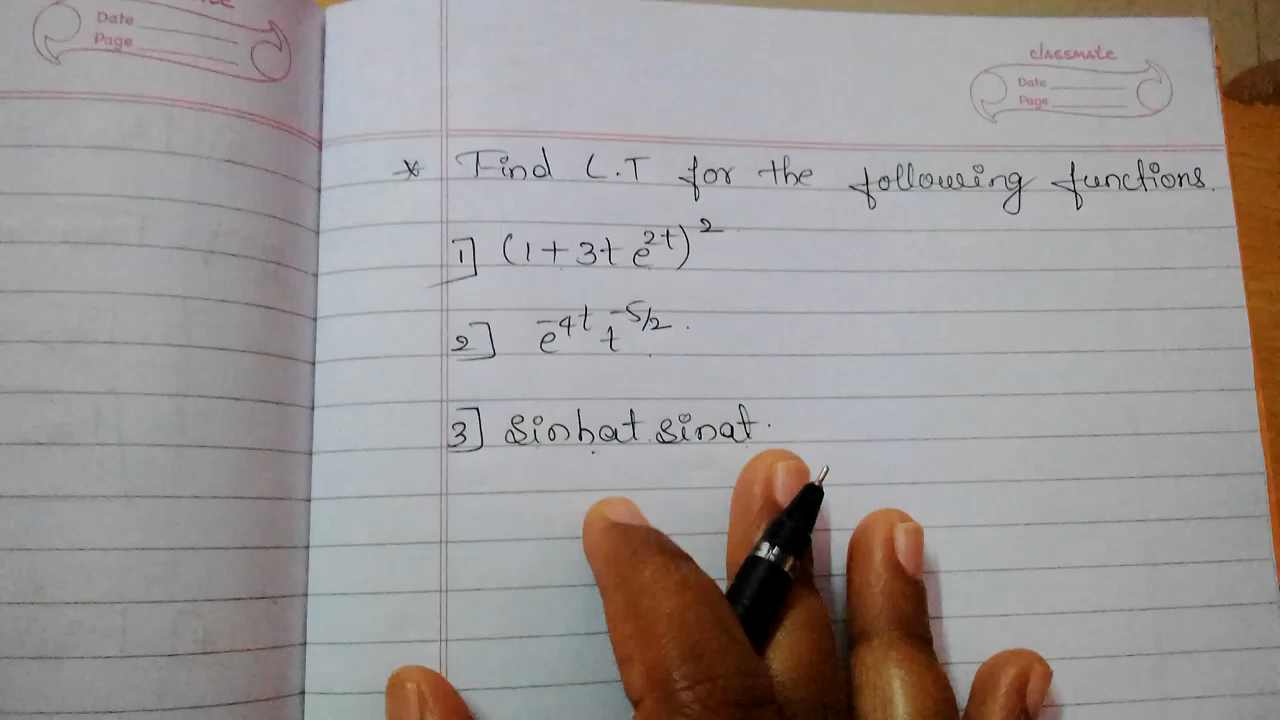 Date
Page
classmate
Date
Page
* Find L.T for the following functions.
1] (1 + 3t e^2t)^2
2] e^-4t t^-5/2.
3] sinhat. sinat.